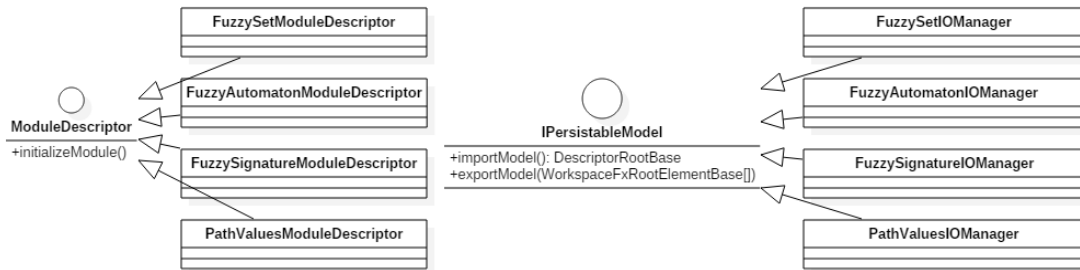 FuzzySetModuleDescriptor
FuzzyAutomatonModuleDescriptor
ModuleDescriptor
+initializeModule()
FuzzySignatureModuleDescriptor
PathValuesModuleDescriptor
IPersistableModel
+importModel(): DescriptorRootBase
+exportModel(WorkspaceFxRootElementBase[])
FuzzySetIOManager
FuzzyAutomatonIOManager
FuzzySignatureIOManager
PathValuesIOManager